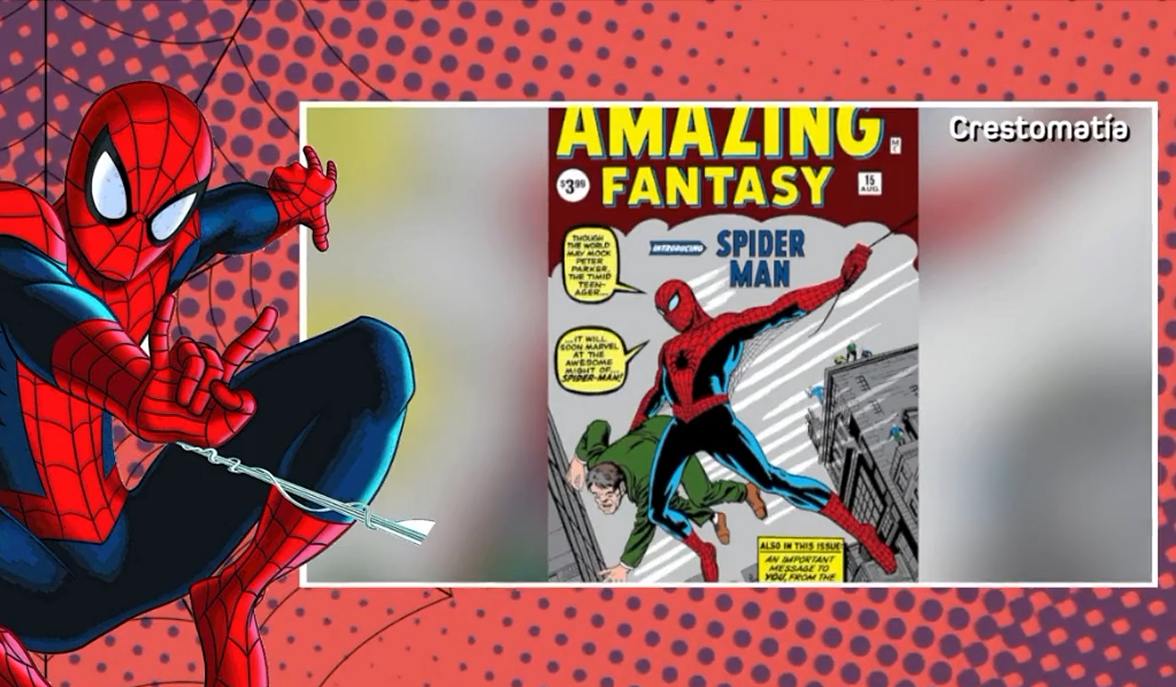 Crestomatía
AMAZING
FANTASY
$3.99
15
AUG.
INTRODUCING
SPIDER
MAN
THOUGH
THE WORLD
MAY MOCK
PETER
PARKER,
THE TIMID
TEEN-
AGER...
...IT WILL
SOON MARVEL
AT THE
AWESOME
MIGHT OF...
SPIDER-MAN!
ALSO IN THIS ISSUE:
AN IMPORTANT
MESSAGE TO
YOU, FROM THE